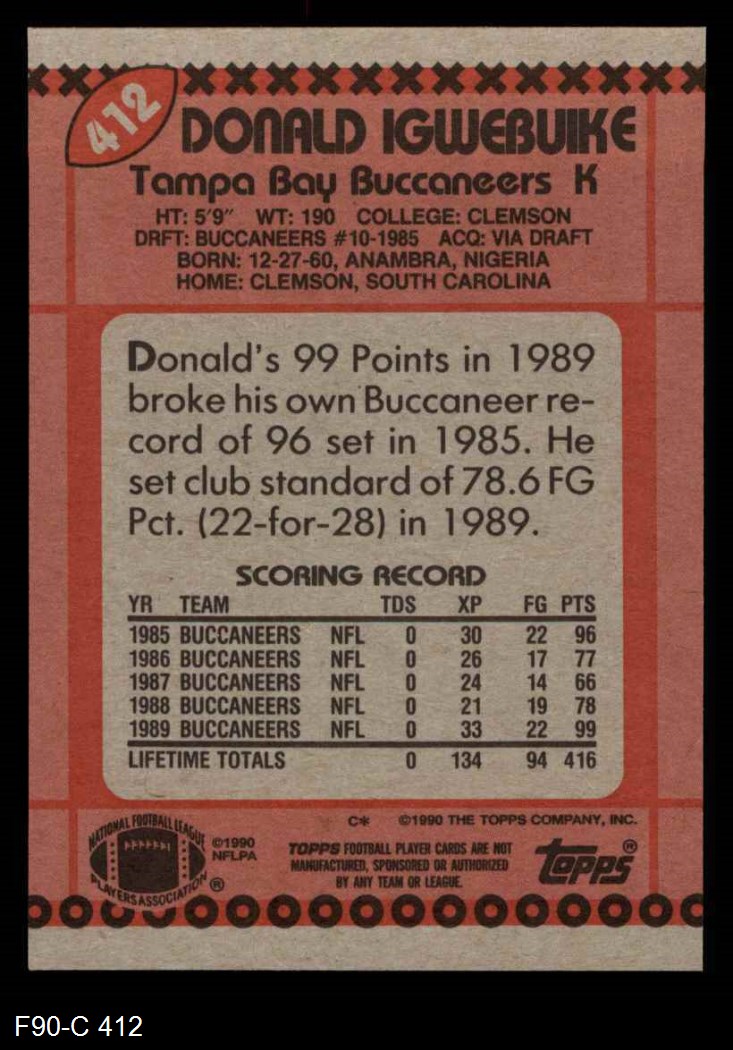 412
DONALD IGWEBUIKE
Tampa Bay Buccaneers K
HT: 5'9" WT: 190 COLLEGE: CLEMSON
DRFT: BUCCANEERS #10-1985 ACQ: VIA DRAFT
BORN: 12-27-60, ANAMBRA, NIGERIA
HOME: CLEMSON, SOUTH CAROLINA
Donald's 99 Points in 1989
broke his own Buccaneer re-
cord of 96 set in 1985. He
set club standard of 78.6 FG
Pct. (22-for-28) in 1989.
SCORING RECORD
YR TEAM TDS XP FG PTS
1985 BUCCANEERS NFL 0 30 22 96
1986 BUCCANEERS NFL 0 26 17 77
1987 BUCCANEERS NFL 0 24 14 66
1988 BUCCANEERS NFL 0 21 19 78
1989 BUCCANEERS NFL 0 33 22 99
LIFETIME TOTALS 0 134 94 416
C* ©1990 THE TOPPS COMPANY, INC.
NATIONAL FOOTBALL LEAGUE
PLAYERS ASSOCIATION ®
©1990
NFLPA
TOPPS FOOTBALL PLAYER CARDS ARE NOT
MANUFACTURED, SPONSORED OR AUTHORIZED
BY ANY TEAM OR LEAGUE.
topps ®
F90-C 412